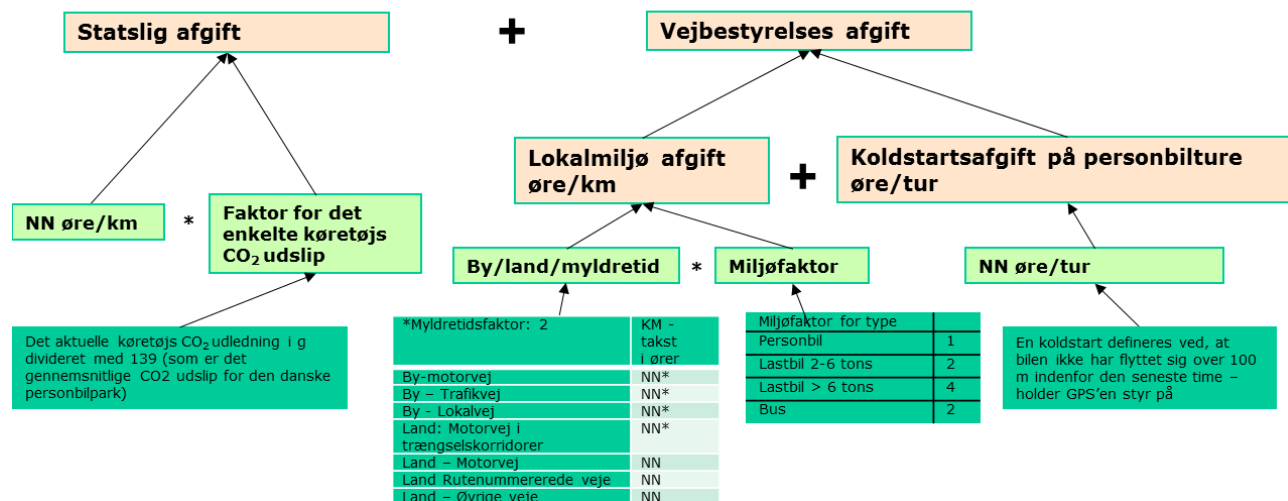 Statslig afgift
+
Vejbestyrelses afgift
Lokalmiljø afgift
øre/km
+
Koldstartsafgift på personbilture
øre/tur
NN øre/km
*
Faktor for det
enkelte køretøjs
CO₂ udslip
By/land/myldretid
*
Miljøfaktor
NN øre/tur
Det aktuelle køretøjs CO₂ udledning i g
divideret med 139 (som er det
gennemsnitlige CO2 udslip for den danske
personbilpark)
*Myldretidsfaktor: 2
KM -
takst
i ører
By-motorvej NN*
By – Trafikvej NN*
By - Lokalvej NN*
Land: Motorvej i NN*
trængselskorridorer
Land – Motorvej NN
Land Rutenummererede veje NN
Land – Øvrige veje NN
Miljøfaktor for type
Personbil 1
Lastbil 2-6 tons 2
Lastbil > 6 tons 4
Bus 2
En koldstart defineres ved, at
bilen ikke har flyttet sig over 100
m indenfor den seneste time –
holder GPS'en styr på